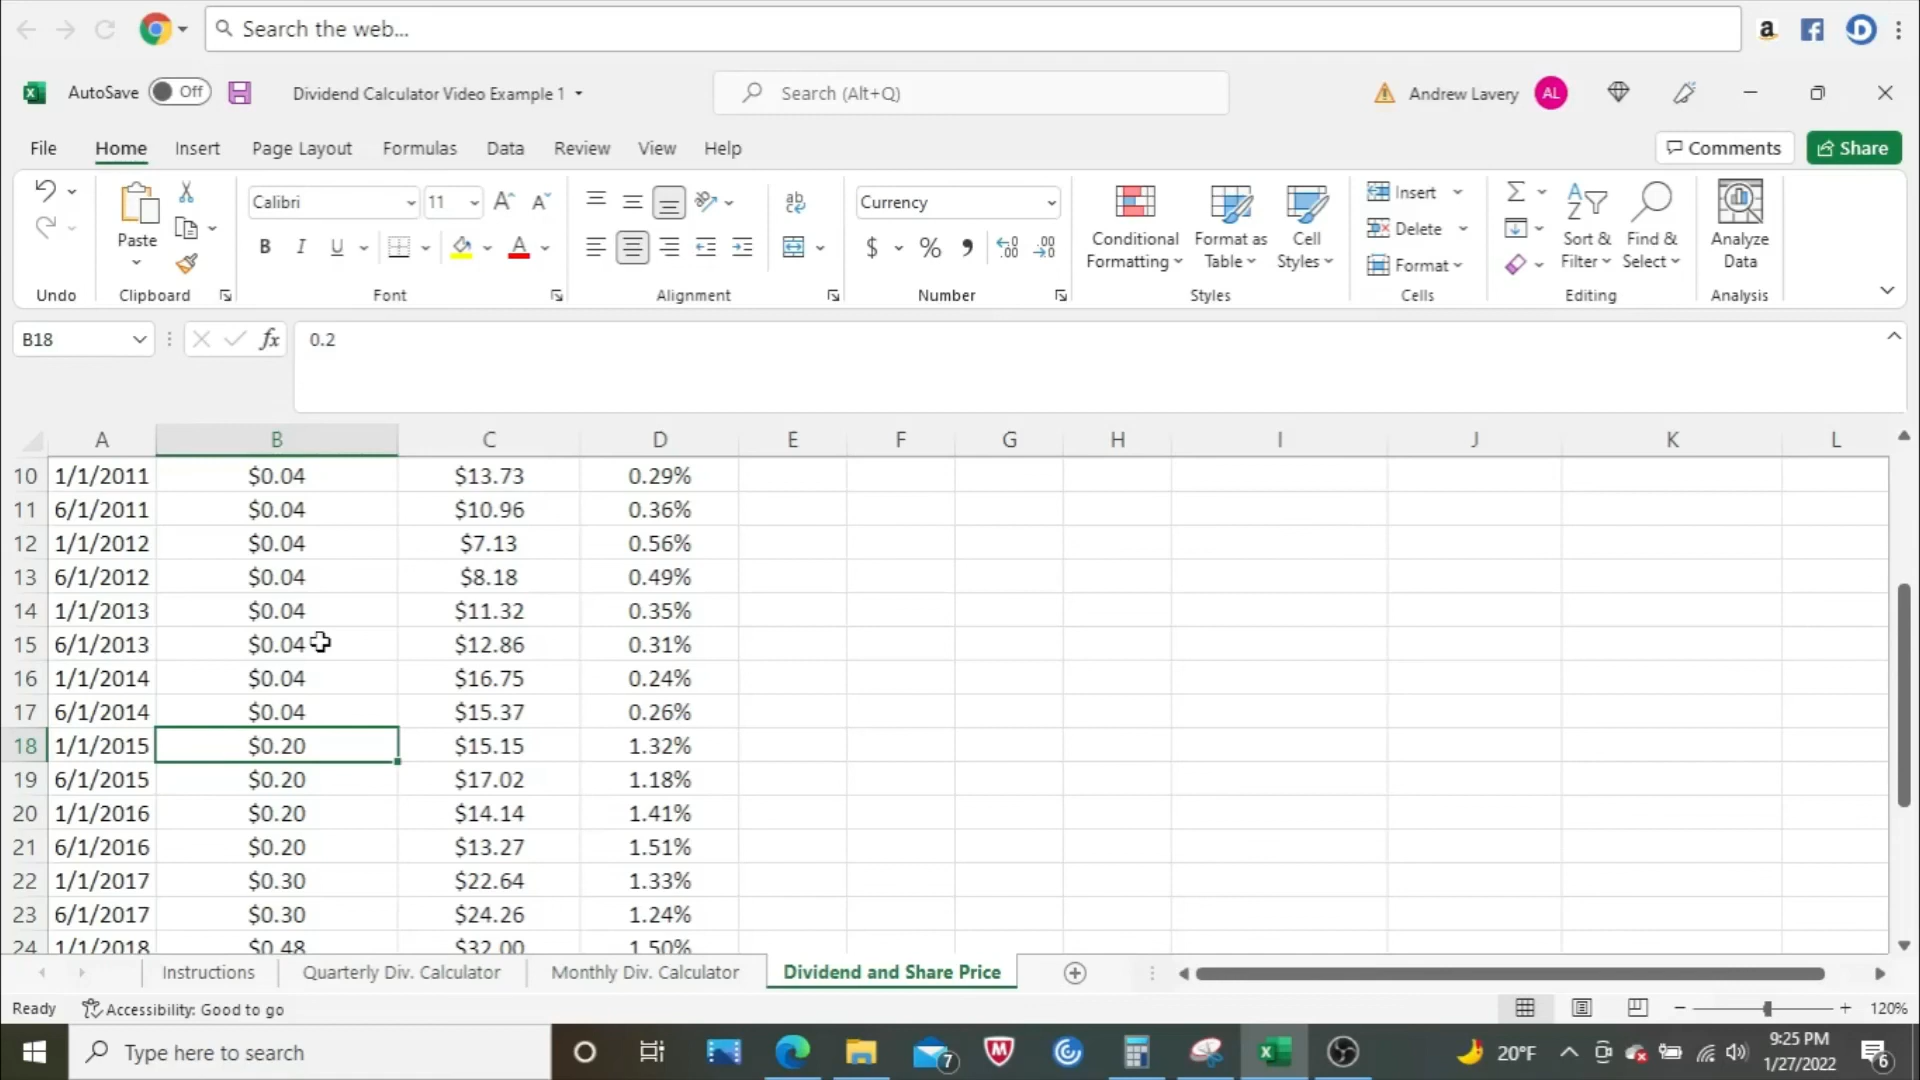 Search the web...
AutoSave Off Dividend Calculator Video Example 1 Search (Alt+Q) Andrew Lavery AL
File Home Insert Page Layout Formulas Data Review View Help Comments Share
Calibri 11 Currency
Paste
B I U A $ % , Conditional Formatting Format as Table Cell Styles
Insert
Delete
Format
Sort & Filter Find & Select Analyze Data
Undo Clipboard Font Alignment Number Styles Cells Editing Analysis
B18 fx 0.2
A B C D E F G H I J K L
10 1/1/2011 $0.04 $13.73 0.29%
11 6/1/2011 $0.04 $10.96 0.36%
12 1/1/2012 $0.04 $7.13 0.56%
13 6/1/2012 $0.04 $8.18 0.49%
14 1/1/2013 $0.04 $11.32 0.35%
15 6/1/2013 $0.04 $12.86 0.31%
16 1/1/2014 $0.04 $16.75 0.24%
17 6/1/2014 $0.04 $15.37 0.26%
18 1/1/2015 $0.20 $15.15 1.32%
19 6/1/2015 $0.20 $17.02 1.18%
20 1/1/2016 $0.20 $14.14 1.41%
21 6/1/2016 $0.20 $13.27 1.51%
22 1/1/2017 $0.30 $22.64 1.33%
23 6/1/2017 $0.30 $24.26 1.24%
24 1/1/2018 $0.48 $32.00 1.50%
Instructions Quarterly Div. Calculator Monthly Div. Calculator Dividend and Share Price
Ready Accessibility: Good to go 120%
Type here to search 7 20°F 9:25 PM
1/27/2022 6